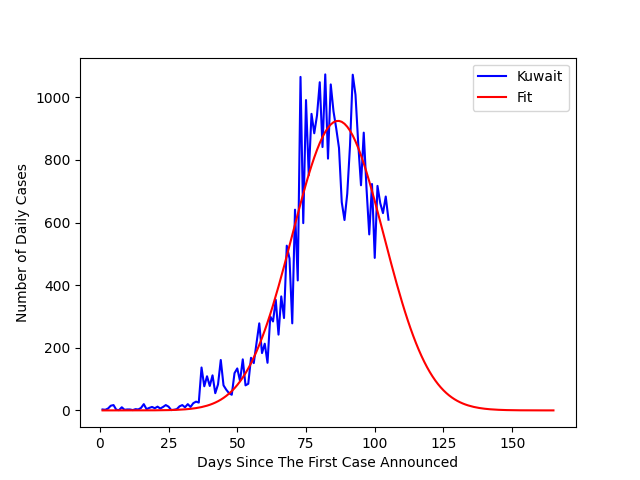 Kuwait
Fit
1000
800
600
400
200
0
Number of Daily Cases
0 25 50 75 100 125 150
Days Since The First Case Announced